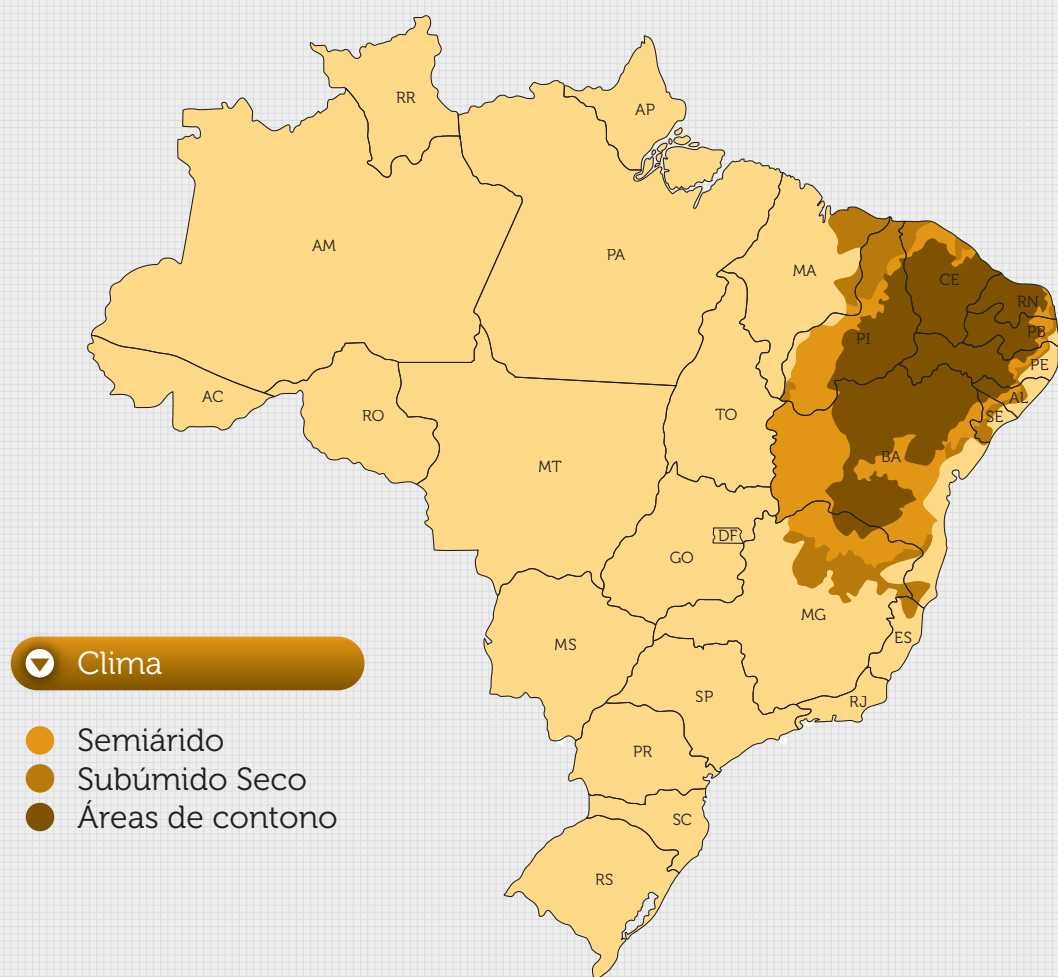 RR
AP
AM
PA
MA
CE
RN
PI
PB
PE
AC
AL
RO
TO
SE
MT
BA
DF
GO
MG
MS
ES
SP
RJ
PR
SC
RS
Clima
Semiárido
Subúmido Seco
Áreas de contono